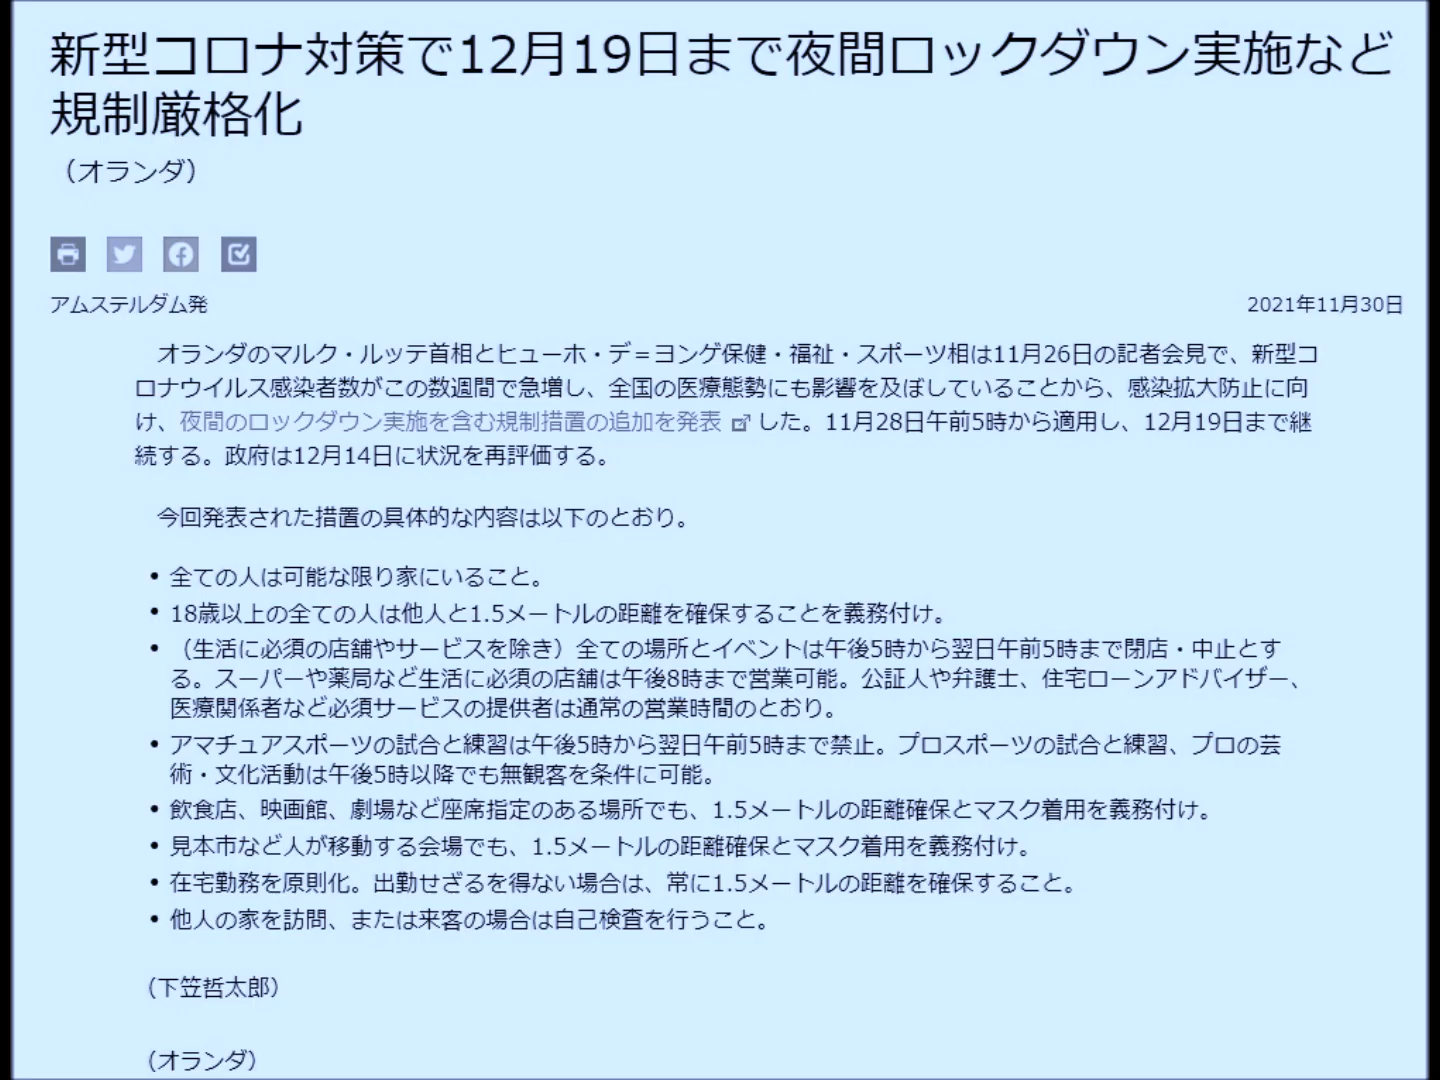 新型コロナ対策で12月19日まで夜間ロックダウン実施など
規制厳格化
（オランダ）
アムステルダム発
2021年11月30日
オランダのマルク・ルッテ首相とヒューホ・デ＝ヨンゲ保健・福祉・スポーツ相は11月26日の記者会見で、新型コ
ロナウイルス感染者数がこの数週間で急増し、全国の医療態勢にも影響を及ぼしていることから、感染拡大防止に向
け、夜間のロックダウン実施を含む規制措置の追加を発表した。11月28日午前5時から適用し、12月19日まで継
続する。政府は12月14日に状況を再評価する。
今回発表された措置の具体的な内容は以下のとおり。
• 全ての人は可能な限り家にいること。
• 18歳以上の全ての人は他人と1.5メートルの距離を確保することを義務付け。
• （生活に必須の店舗やサービスを除き）全ての場所とイベントは午後5時から翌日午前5時まで閉店・中止とす
る。スーパーや薬局など生活に必須の店舗は午後8時まで営業可能。公証人や弁護士、住宅ローンアドバイザー、
医療関係者など必須サービスの提供者は通常の営業時間のとおり。
• アマチュアスポーツの試合と練習は午後5時から翌日午前5時まで禁止。プロスポーツの試合と練習、プロの芸
術・文化活動は午後5時以降でも無観客を条件に可能。
• 飲食店、映画館、劇場など座席指定のある場所でも、1.5メートルの距離確保とマスク着用を義務付け。
• 見本市など人が移動する会場でも、1.5メートルの距離確保とマスク着用を義務付け。
• 在宅勤務を原則化。出勤せざるを得ない場合は、常に1.5メートルの距離を確保すること。
• 他人の家を訪問、または来客の場合は自己検査を行うこと。
（下笠哲太郎）
（オランダ）